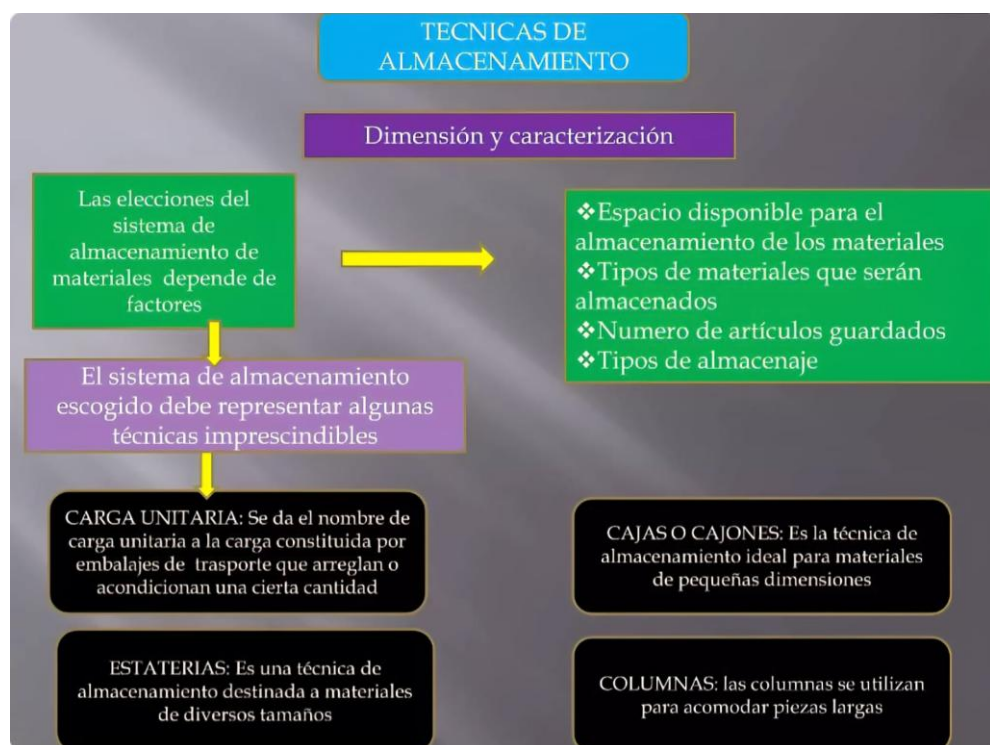 TECNICAS DE
ALMACENAMIENTO
Dimensión y caracterización
Las elecciones del
sistema de
almacenamiento de
materiales depende de
factores
❖Espacio disponible para el
almacenamiento de los materiales
❖Tipos de materiales que serán
almacenados
❖Numero de artículos guardados
❖Tipos de almacenaje
El sistema de almacenamiento
escogido debe representar algunas
técnicas imprescindibles
CARGA UNITARIA: Se da el nombre de
carga unitaria a la carga constituida por
embalajes de trasporte que arreglan o
acondicionan una cierta cantidad
CAJAS O CAJONES: Es la técnica de
almacenamiento ideal para materiales
de pequeñas dimensiones
ESTATERIAS: Es una técnica de
almacenamiento destinada a materiales
de diversos tamaños
COLUMNAS: las columnas se utilizan
para acomodar piezas largas